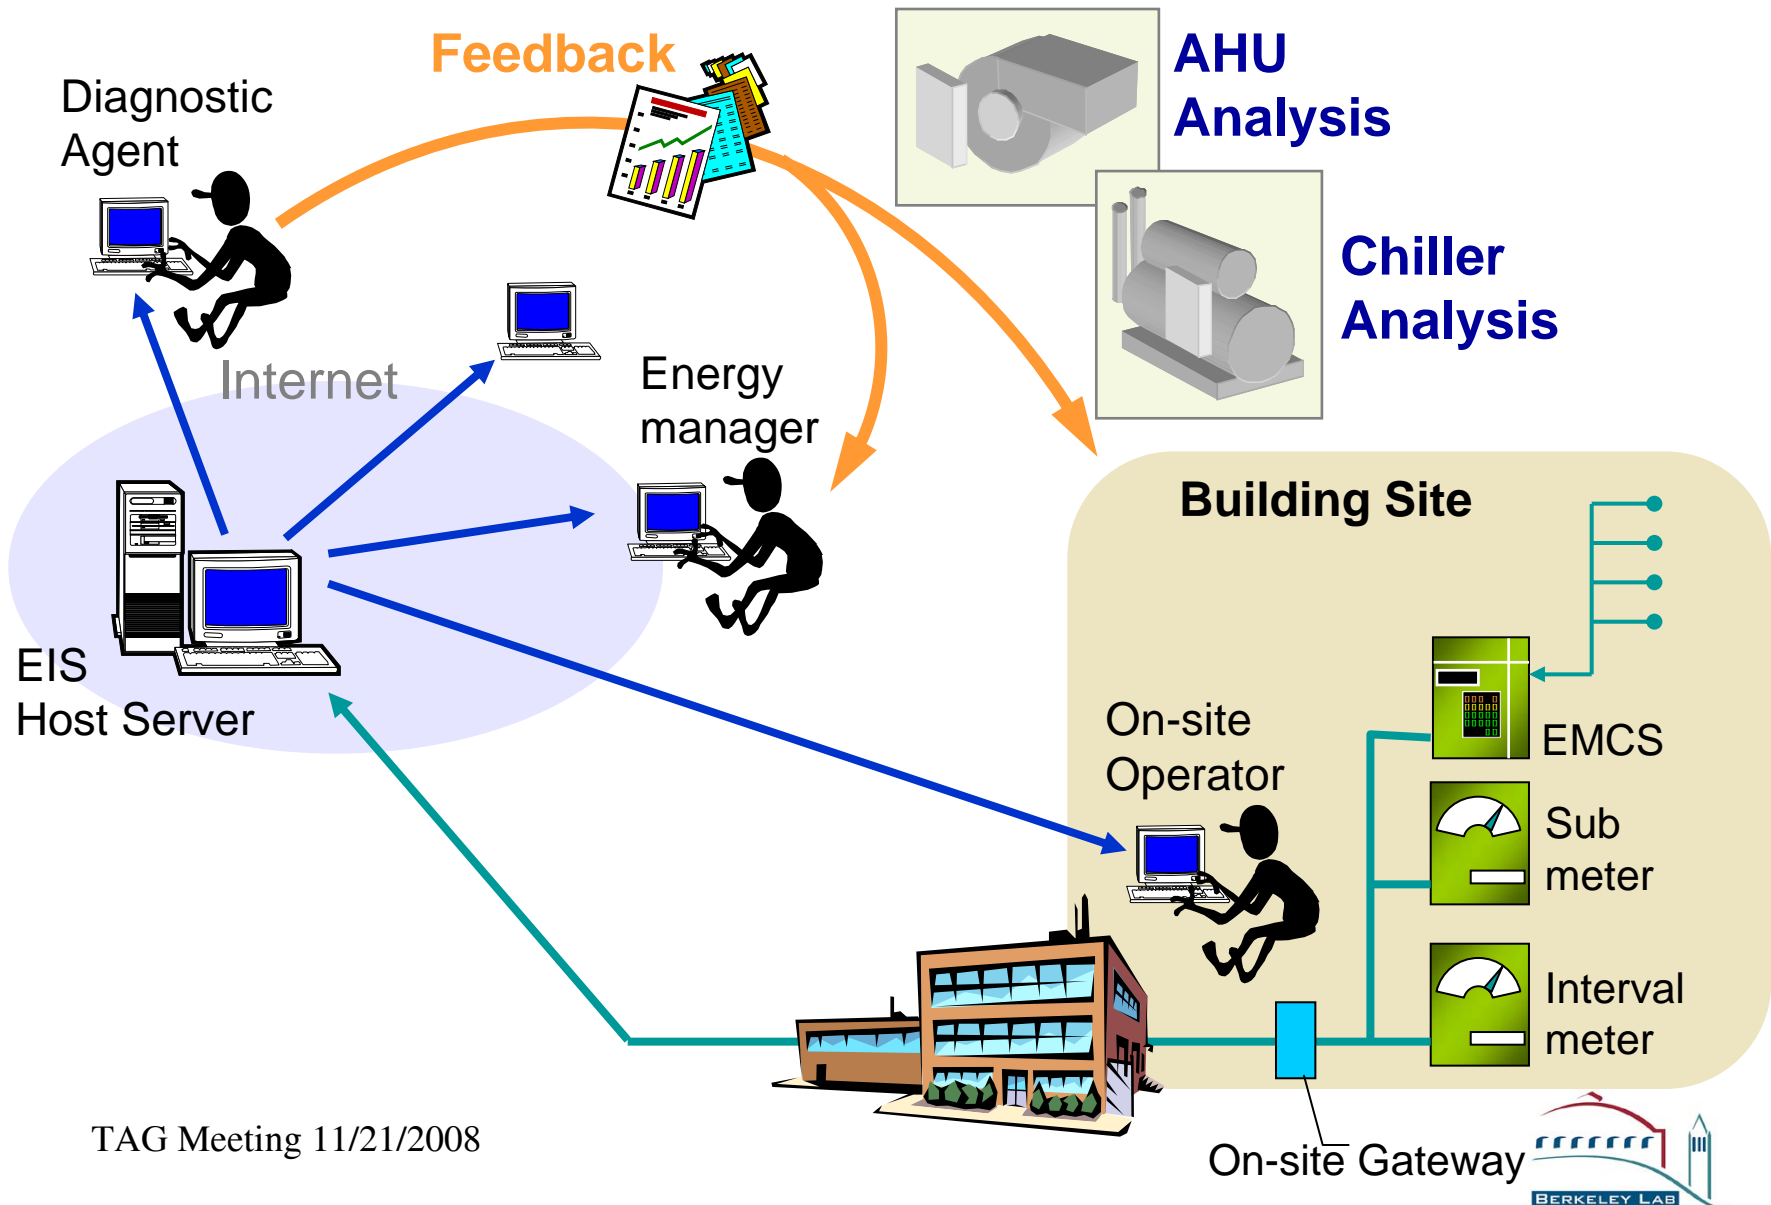 Feedback
Diagnostic
Agent
AHU
Analysis
Chiller
Analysis
Internet
Energy
manager
Building Site
EIS
Host Server
On-site
Operator
EMCS
Sub
meter
Interval
meter
TAG Meeting 11/21/2008
On-site Gateway
BERKELEY LAB